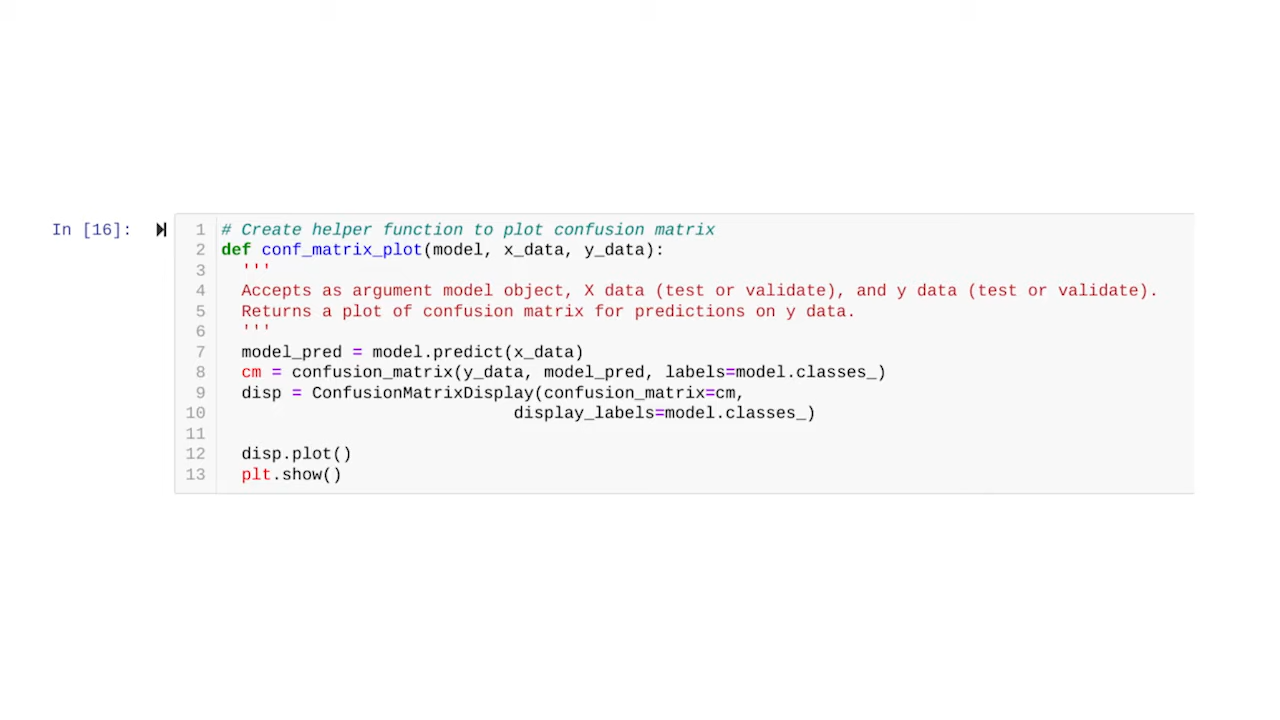 In [16]:
1 # Create helper function to plot confusion matrix
2 def conf_matrix_plot(model, x_data, y_data):
3   '''
4   Accepts as argument model object, X data (test or validate), and y data (test or validate).
5   Returns a plot of confusion matrix for predictions on y data.
6   '''
7   model_pred = model.predict(x_data)
8   cm = confusion_matrix(y_data, model_pred, labels=model.classes_)
9   disp = ConfusionMatrixDisplay(confusion_matrix=cm,
10                              display_labels=model.classes_)
11
12   disp.plot()
13   plt.show()